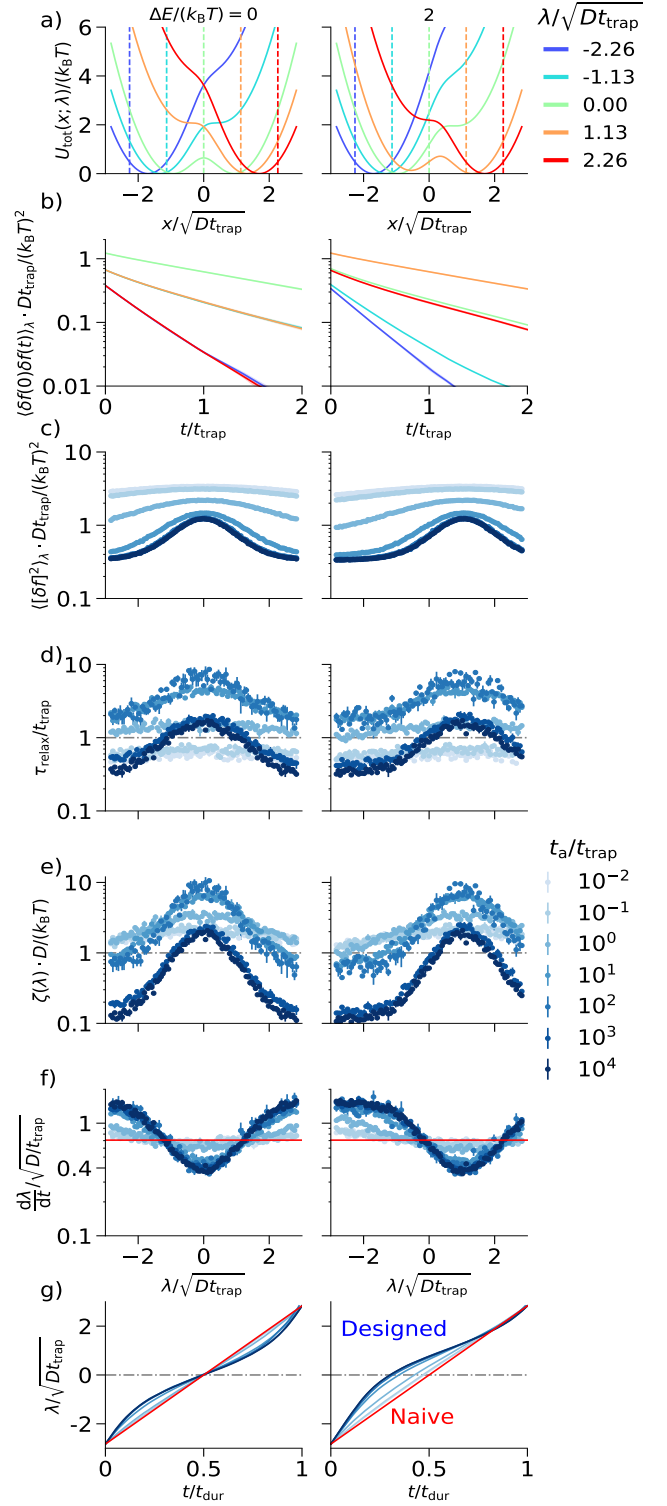 a)
ΔE/(k_BT) = 0
2
λ/√Dt_trap
-2.26
-1.13
0.00
1.13
2.26
U_tot(x; λ)/(k_BT)
6
4
2
0
−2
0
2
−2
0
2
x/√Dt_trap
x/√Dt_trap
b)
⟨δf(0)δf(t)⟩_λ · Dt_trap/(k_BT)²
1
0.1
0.01
0
1
2
0
1
2
t/t_trap
t/t_trap
c)
⟨[δf]²⟩_λ · Dt_trap/(k_BT)²
10
1
0.1
d)
τ_relax/t_trap
10
1
0.1
e)
ζ(λ) · D/(k_BT)
10
1
0.1
t_a/t_trap
10⁻²
10⁻¹
10⁰
10¹
10²
10³
10⁴
f)
dλ/dt/√D/t_trap
1
0.4
0.1
−2
0
2
−2
0
2
λ/√Dt_trap
λ/√Dt_trap
g)
λ/√Dt_trap
2
0
-2
Designed
Naive
0
0.5
1
0
0.5
1
t/t_dur
t/t_dur